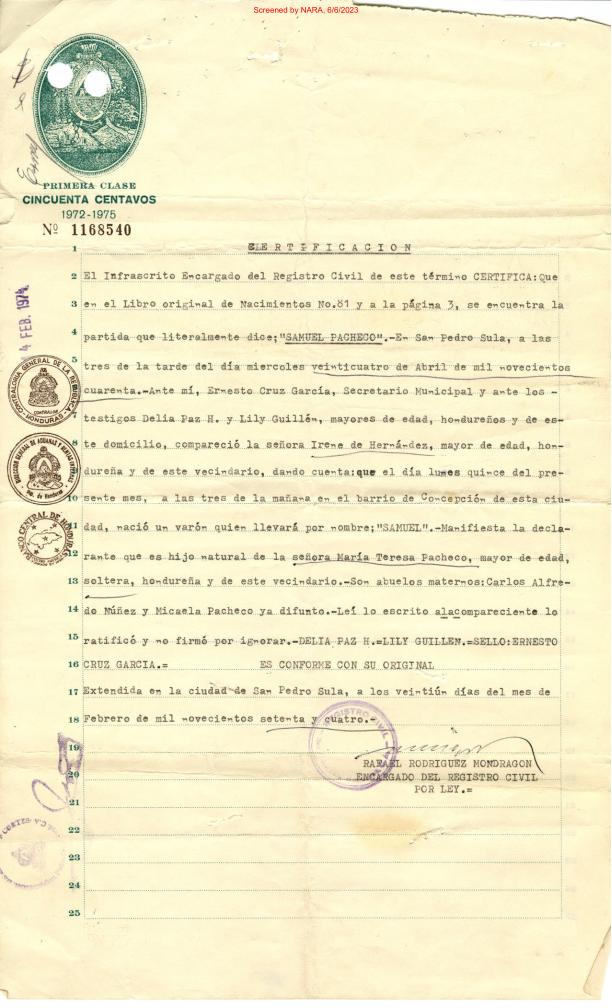 Screened by NARA, 6/6/2023
PRIMERA CLASE
CINCUENTA CENTAVOS
1972-1975
Nº 1168540
4 FEB. 1974
CONTRALORIA GENERAL DE LA REPUBLICA
HONDURAS
DIRECCION GENERAL DE ADUANAS
Rep. de Honduras
BANCO CENTRAL DE HONDURAS
1 CERTIFICACION
2 El Infrascrito Encargado del Registro Civil de este término CERTIFICA:Que
3 en el Libro original de Nacimientos No.81 y a la página 3, se encuentra la
4 partida que literalmente dice;"SAMUEL PACHECO".-En San Pedro Sula, a las
5 tres de la tarde del día miercoles veinticuatro de Abril de mil novecientos
6 cuarenta.-Ante mí, Ernesto Cruz García, Secretario Municipal y ante los -
7 testigos Delia Paz H. y Lily Guillén, mayores de edad, hondureños y de es-
8 te domicilio, compareció la señora Irene de Hernández, mayor de edad, hon-
9 dureña y de este vecindario, dando cuenta:que el día lunes quince del pre-
10 sente mes, a las tres de la mañana en el barrio de Concepción de esta ciu-
11 dad, nació un varón quien llevará por nombre;"SAMUEL".-Manifiesta la decla-
12 rante que es hijo natural de la señora María Teresa Pacheco, mayor de edad,
13 soltera, hondureña y de este vecindario.-Son abuelos maternos:Carlos Alfre-
14 do Núñez y Micaela Pacheco ya difunto.-Leí lo escrito alacompareciente lo
15 ratificó y no firmó por ignorar.-DELIA PAZ H.=LILY GUILLEN.=SELLO:ERNESTO
16 CRUZ GARCIA.= ES CONFORME CON SU ORIGINAL
17 Extendida en la ciudad de San Pedro Sula, a los veintiún días del mes de
18 Febrero de mil novecientos setenta y cuatro.-
REGISTRO CIVIL
19
RAFAEL RODRIGUEZ MONDRAGON
20 ENCARGADO DEL REGISTRO CIVIL
POR LEY.=
21
22
23
24
25